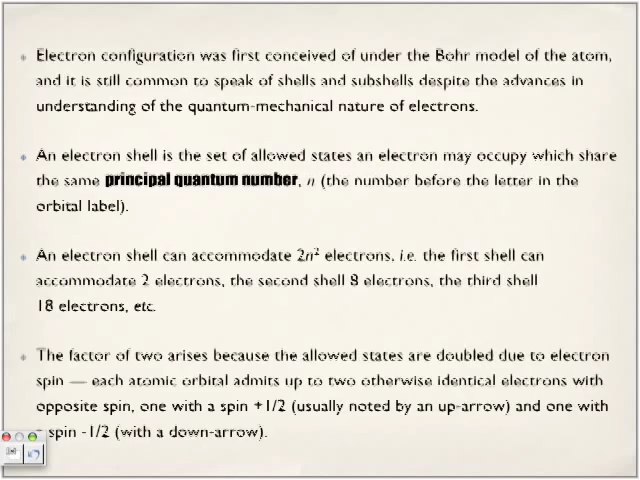 Electron configuration was first conceived of under the Bohr model of the atom,
and it is still common to speak of shells and subshells despite the advances in
understanding of the quantum-mechanical nature of electrons.
An electron shell is the set of allowed states an electron may occupy which share
the same principal quantum number, n (the number before the letter in the
orbital label).
An electron shell can accommodate 2n² electrons, i.e. the first shell can
accommodate 2 electrons, the second shell 8 electrons, the third shell
18 electrons, etc.
The factor of two arises because the allowed states are doubled due to electron
spin — each atomic orbital admits up to two otherwise identical electrons with
opposite spin, one with a spin +1/2 (usually noted by an up-arrow) and one with
spin -1/2 (with a down-arrow).